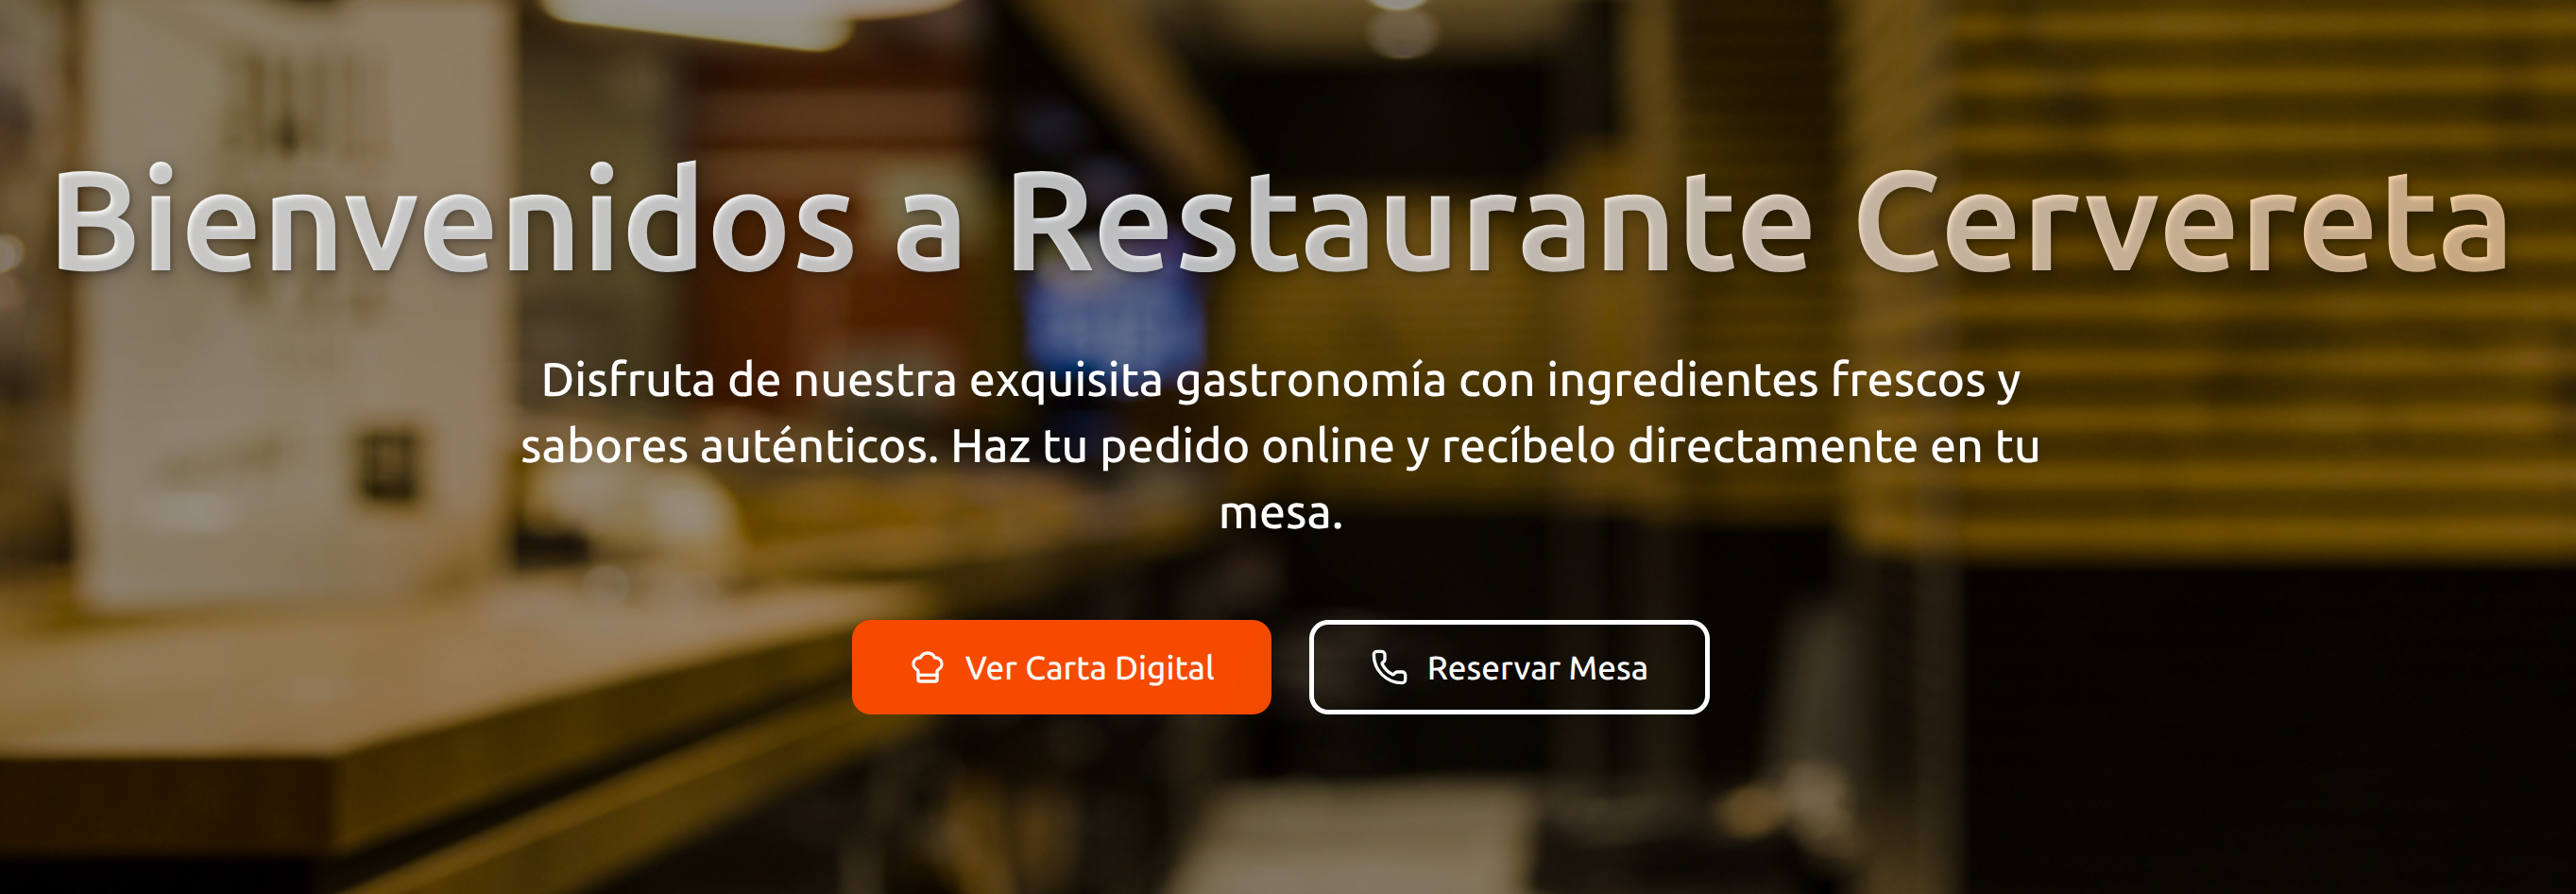 Bienvenidos a Restaurante Cervereta
Disfruta de nuestra exquisita gastronomía con ingredientes frescos y
sabores auténticos. Haz tu pedido online y recíbelo directamente en tu
mesa.
Ver Carta Digital
Reservar Mesa